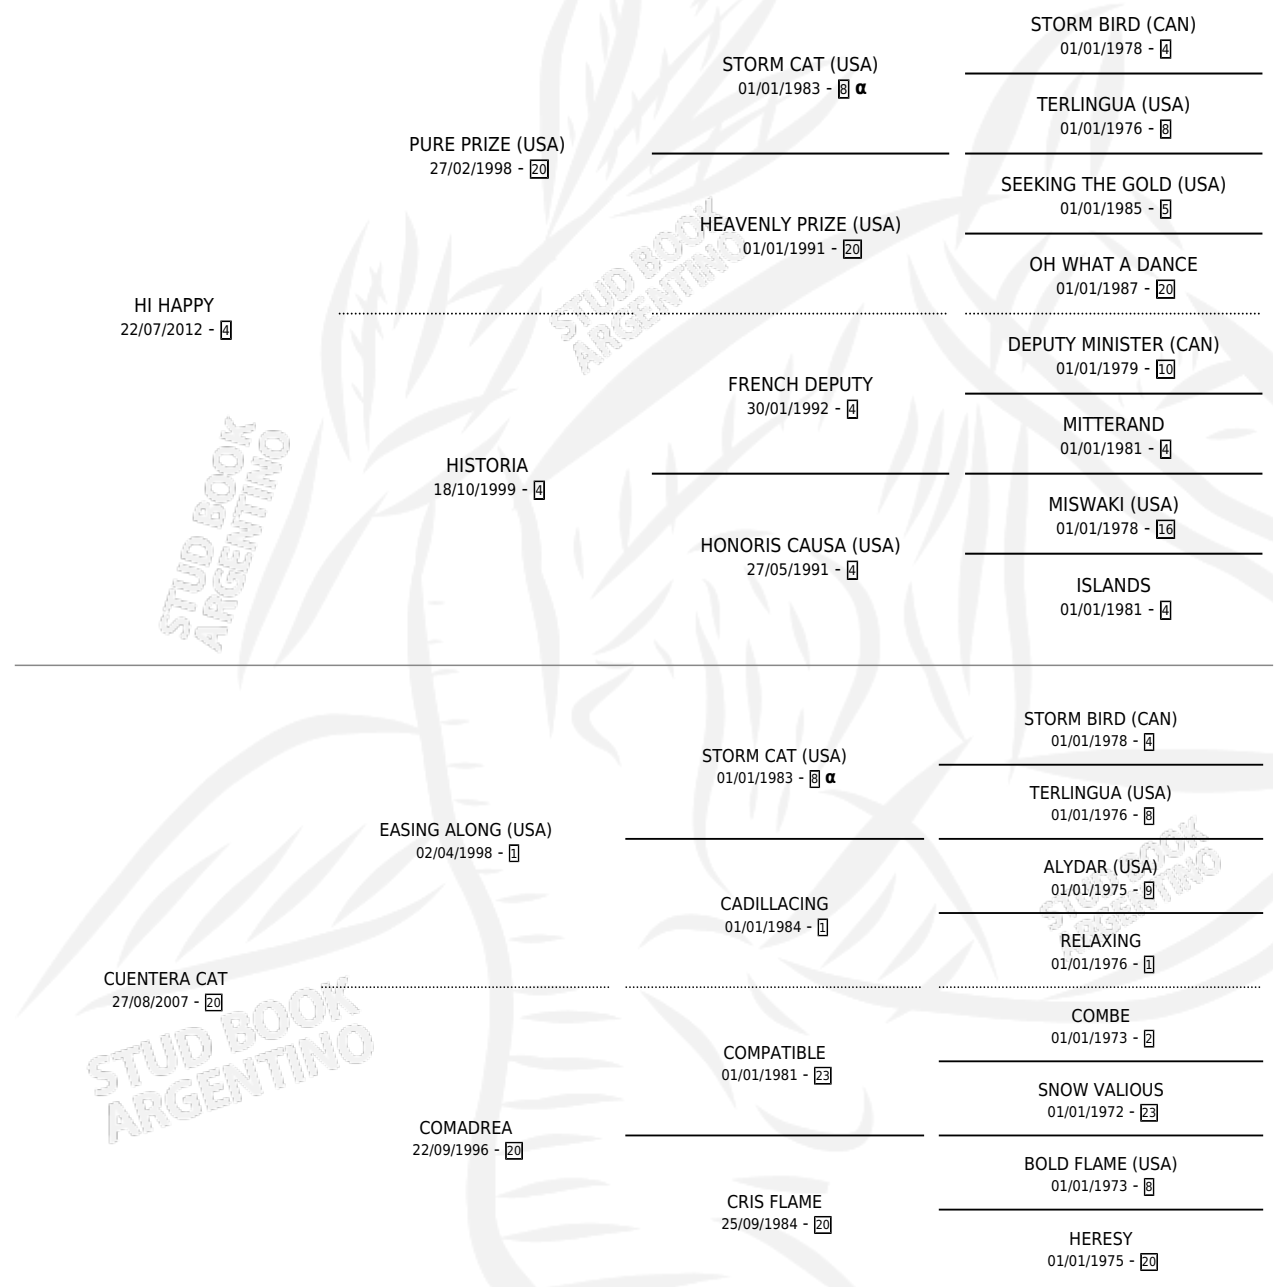 STORM BIRD (CAN)
01/01/1978 - 4
STORM CAT (USA)
01/01/1983 - 8 α
TERLINGUA (USA)
01/01/1976 - 8
PURE PRIZE (USA)
27/02/1998 - 20
SEEKING THE GOLD (USA)
01/01/1985 - 5
HEAVENLY PRIZE (USA)
01/01/1991 - 20
OH WHAT A DANCE
01/01/1987 - 20
HI HAPPY
22/07/2012 - 4
STUD BOOK
ARGENTINO
DEPUTY MINISTER (CAN)
01/01/1979 - 10
FRENCH DEPUTY
30/01/1992 - 4
MITTERAND
01/01/1981 - 4
HISTORIA
18/10/1999 - 4
MISWAKI (USA)
01/01/1978 - 16
HONORIS CAUSA (USA)
27/05/1991 - 4
ISLANDS
01/01/1981 - 4
STUD BOOK
ARGENTINO
STORM BIRD (CAN)
01/01/1978 - 4
STORM CAT (USA)
01/01/1983 - 8 α
TERLINGUA (USA)
01/01/1976 - 8
EASING ALONG (USA)
02/04/1998 - 1
ALYDAR (USA)
01/01/1975 - 9
CADILLACING
01/01/1984 - 1
RELAXING
01/01/1976 - 1
STUD BOOK
ARGENTINO
CUENTERA CAT
27/08/2007 - 20
STUD BOOK
ARGENTINO
COMBE
01/01/1973 - 2
COMPATIBLE
01/01/1981 - 23
SNOW VALIOUS
01/01/1972 - 23
COMADREA
22/09/1996 - 20
BOLD FLAME (USA)
01/01/1973 - 8
CRIS FLAME
25/09/1984 - 20
HERESY
01/01/1975 - 20